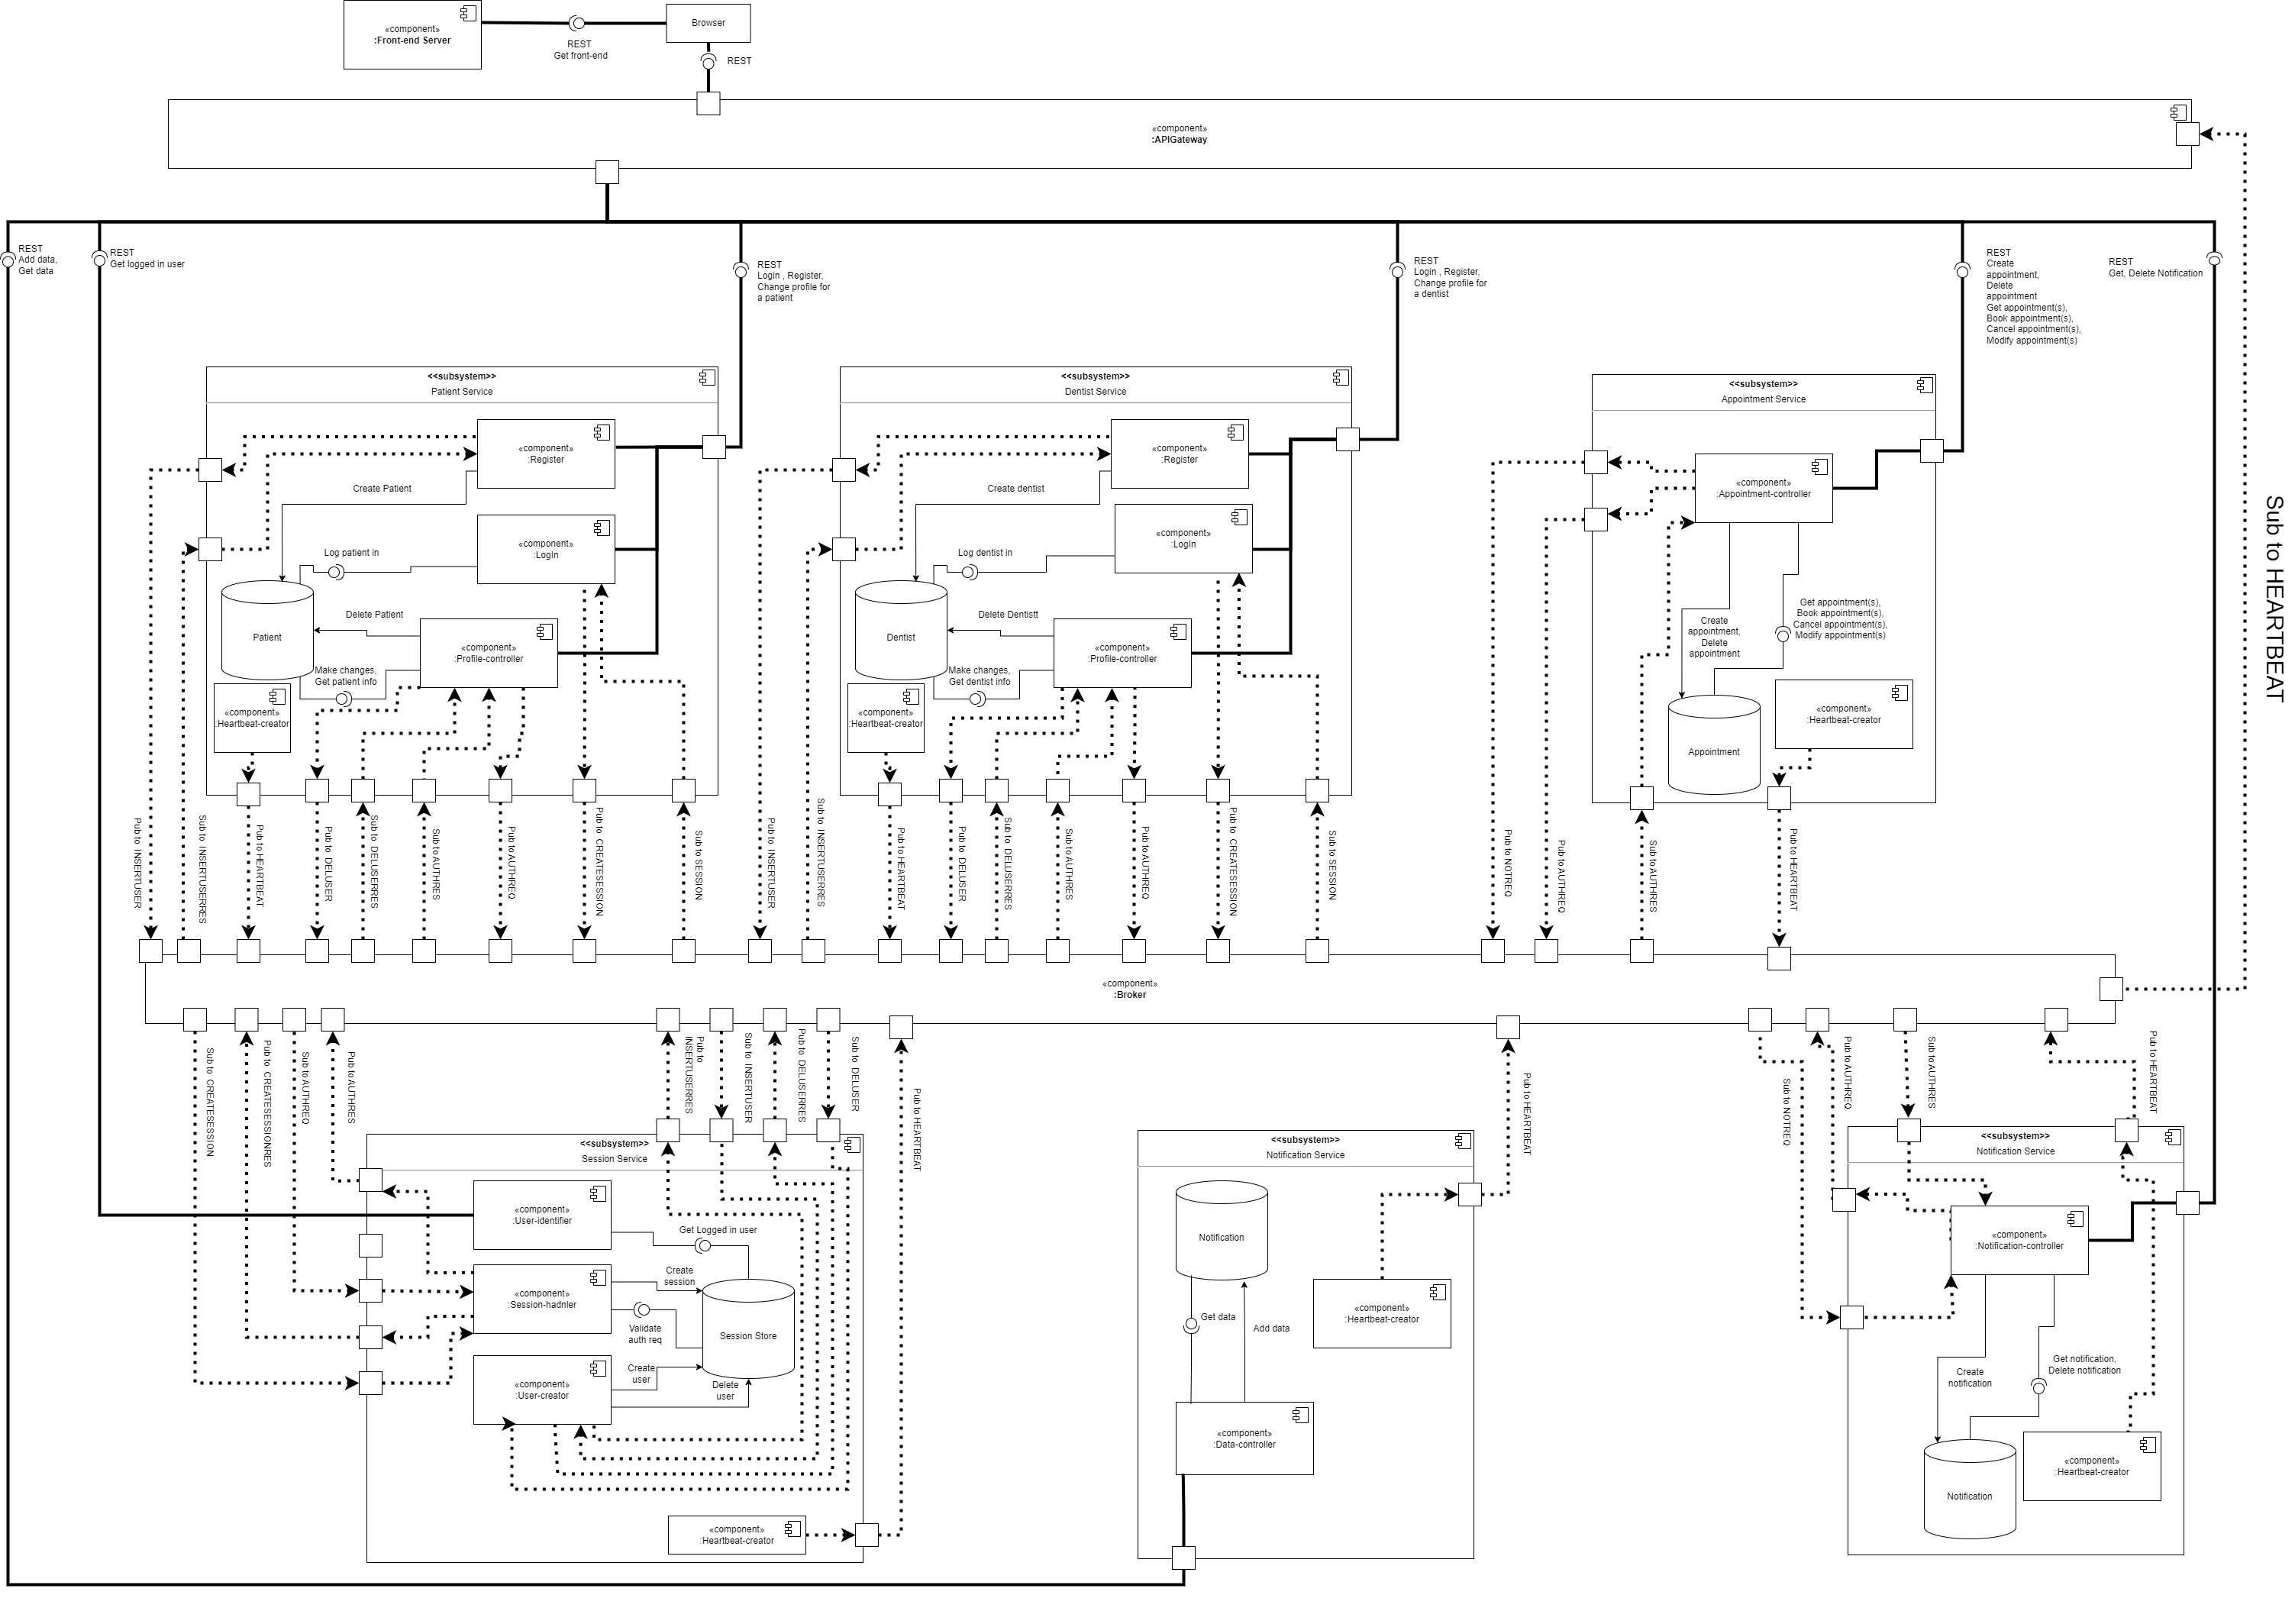 «component»
:Front-end Server
REST
Get front-end
Browser
REST
«component»
:APIGateway
REST
Add data,
Get data
REST
Get logged in user
REST
Login , Register,
Change profile for
a patient
REST
Login , Register,
Change profile for
a dentist
REST
Create
appointment,
Delete
appointment
Get appointment(s),
Book appointment(s),
Cancel appointment(s),
Modify appointment(s)
REST
Get, Delete Notification
Sub to HEARTBEAT
<<subsystem>>
Patient Service
«component»
:Register
Create Patient
«component»
:LogIn
Log patient in
Patient
Delete Patient
«component»
:Profile-controller
Make changes,
Get patient info
«component»
:Heartbeat-creator
<<subsystem>>
Dentist Service
«component»
:Register
Create dentist
«component»
:LogIn
Log dentist in
Dentist
Delete Dentistt
«component»
:Profile-controller
Make changes,
Get dentist info
«component»
:Heartbeat-creator
<<subsystem>>
Appointment Service
«component»
:Appointment-controller
Get appointment(s),
Book appointment(s),
Cancel appointment(s),
Modify appointment(s)
Create
appointment,
Delete
appointment
«component»
:Heartbeat-creator
Appointment
Pub to INSERTUSER
Sub to INSERTUSERRES
Pub to HEARTBEAT
Pub to DELUSER
Sub to DELUSERRES
Sub to AUTHRES
Pub to AUTHREQ
Pub to CREATESESSION
Sub to SESSION
Pub to INSERTUSER
Sub to INSERTUSERRES
Pub to HEARTBEAT
Pub to DELUSER
Sub to DELUSERRES
Sub to AUTHRES
Pub to AUTHREQ
Pub to CREATESESSION
Sub to SESSION
Pub to NOTREQ
Pub to AUTHREQ
Sub to AUTHRES
Pub to HEARTBEAT
«component»
:Broker
Sub to CREATESESSION
Pub to CREATESESSIONRES
Sub to AUTHREQ
Pub to AUTHRES
Pub to
INSERTUSERRES
Sub to INSERTUSER
Pub to DELUSERRES
Sub to DELUSER
Pub to HEARTBEAT
Pub to HEARTBEAT
Sub to NOTREQ
Pub to AUTHREQ
Sub to AUTHRES
Pub to HEARTBEAT
<<subsystem>>
Session Service
«component»
:User-identifier
Get Logged in user
«component»
:Session-hadnler
Create
session
Validate
auth req
Session Store
«component»
:User-creator
Create
user
Delete
user
«component»
:Heartbeat-creator
<<subsystem>>
Notification Service
Notification
Get data
Add data
«component»
:Heartbeat-creator
«component»
:Data-controller
<<subsystem>>
Notification Service
«component»
:Notification-controller
Create
notification
Get notification,
Delete notification
«component»
:Heartbeat-creator
Notification